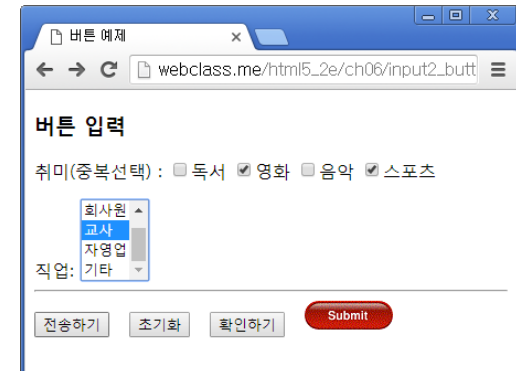 버튼 예제
webclass.me/html5_2e/ch06/input2_butt
버튼 입력
취미(중복선택) : 독서 영화 음악 스포츠
회사원
교사
자영업
직업: 기타
전송하기 초기화 확인하기 Submit